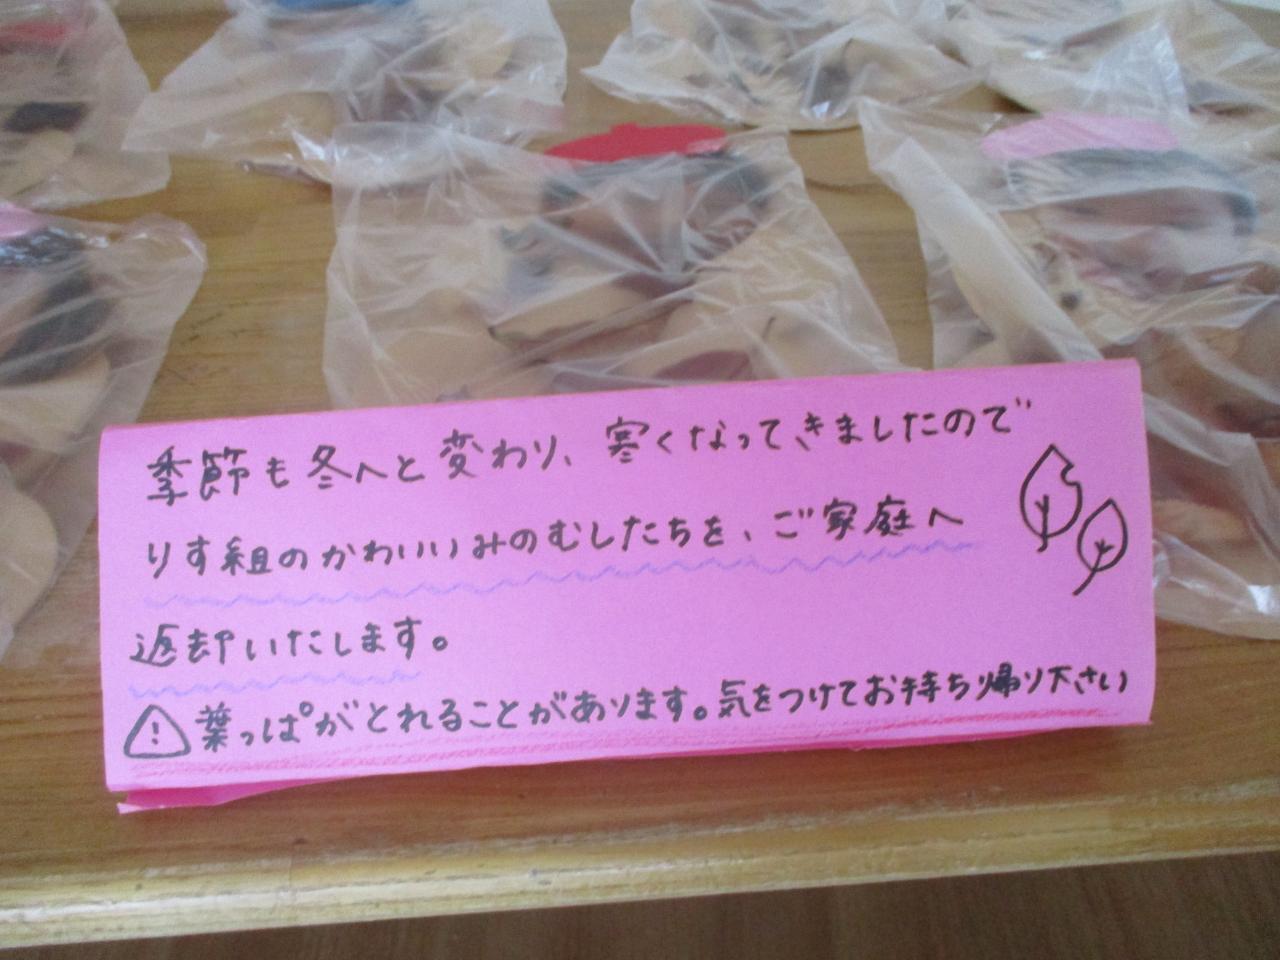 季節も冬へと変わり、寒くなってきましたので
りす組のかわいいみのむしたちを、ご家庭へ
返却いたします。
葉っぱがとれることがあります。気をつけてお持ち帰り下さい